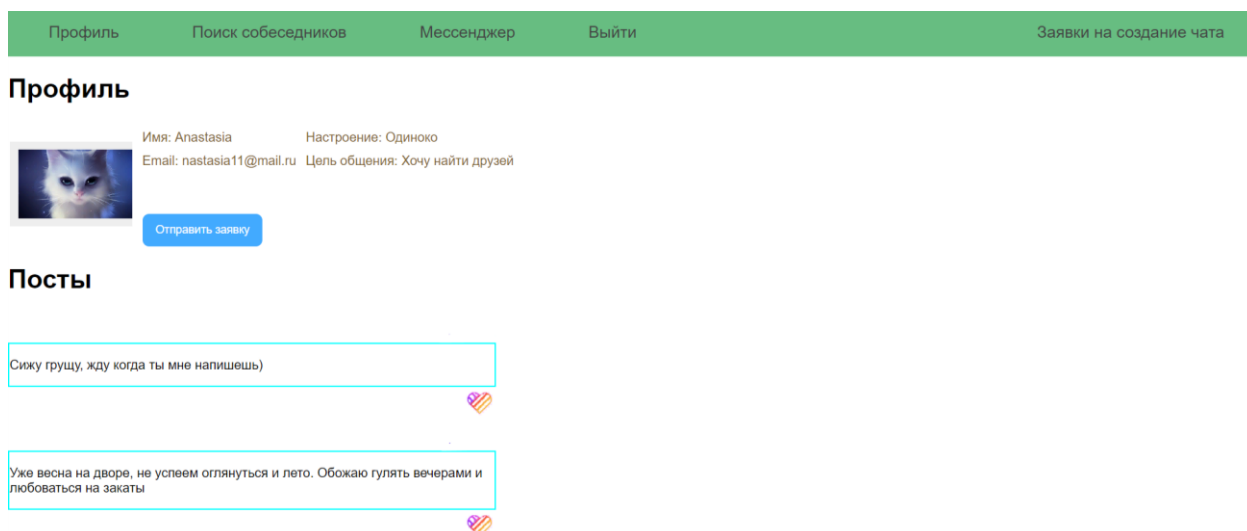 Профиль Поиск собеседников Мессенджер Выйти Заявки на создание чата
Профиль
Имя: Anastasia Настроение: Одиноко
Email: nastasia11@mail.ru Цель общения: Хочу найти друзей
Отправить заявку
Посты
Сижу грущу, жду когда ты мне напишешь)
Уже весна на дворе, не успеем оглянуться и лето. Обожаю гулять вечерами и
любоваться на закаты